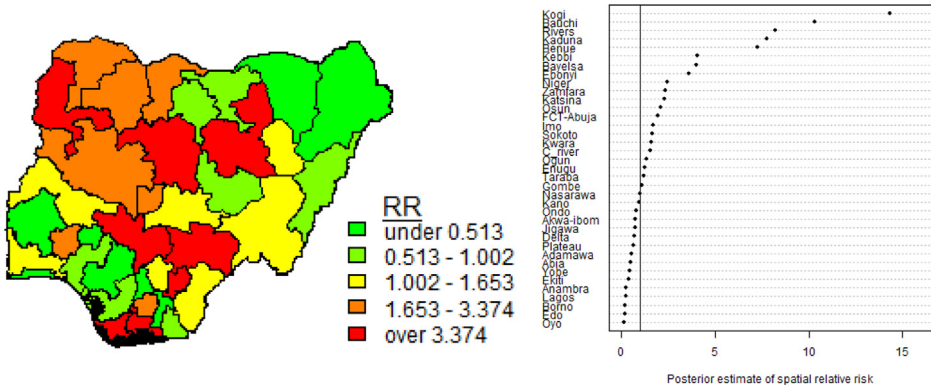 RR
under 0.513
0.513 - 1.002
1.002 - 1.653
1.653 - 3.374
over 3.374
Kogi
Bauchi
Rivers
Kaduna
Benue
Kebbi
Bayelsa
Ebonyi
Niger
Zamfara
Katsina
Osun
FCT-Abuja
Imo
Sokoto
Kwara
C_river
Ogun
Enugu
Taraba
Gombe
Nasarawa
Kano
Ondo
Akwa-ibom
Jigawa
Delta
Plateau
Adamawa
Abia
Yobe
Ekiti
Anambra
Lagos
Borno
Edo
Oyo
0 5 10 15
Posterior estimate of spatial relative risk